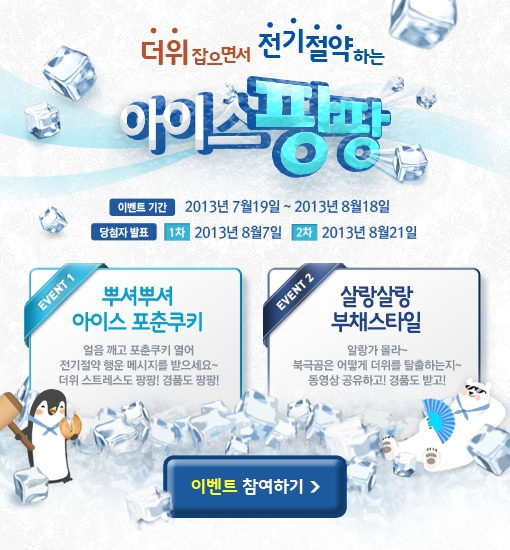 더위 잡으면서 전기절약하는
아이스팡팡
이벤트 기간 2013년 7월19일 ~ 2013년 8월18일
당첨자 발표 1차 2013년 8월7일 2차 2013년 8월21일
EVENT 1
뿌셔뿌셔
아이스 포춘쿠키
얼음 깨고 포춘쿠키 열어
전기절약 행운 메시지를 받으세요~
더위 스트레스도 팡팡! 경품도 팡팡!
EVENT 2
살랑살랑
부채스타일
알랑가 몰라~
북극곰은 어떻게 더위를 탈출하는지~
동영상 공유하고! 경품도 받고!
이벤트 참여하기 >